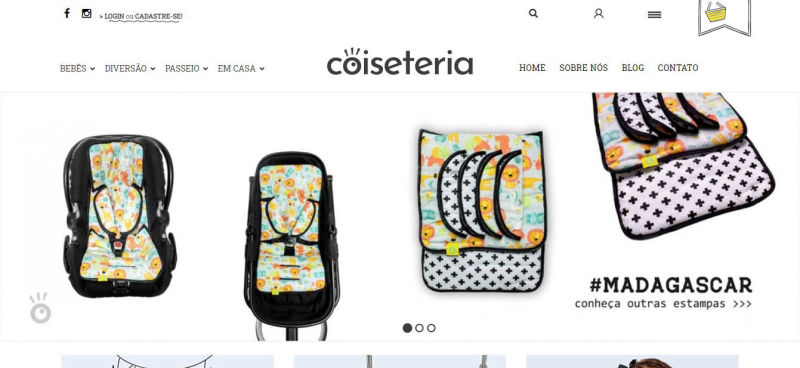 > LOGIN ou CADASTRE-SE!
BEBÊS DIVERSÃO PASSEIO EM CASA
coiseteria
HOME SOBRE NÓS BLOG CONTATO
#MADAGASCAR
conheça outras estampas >>>